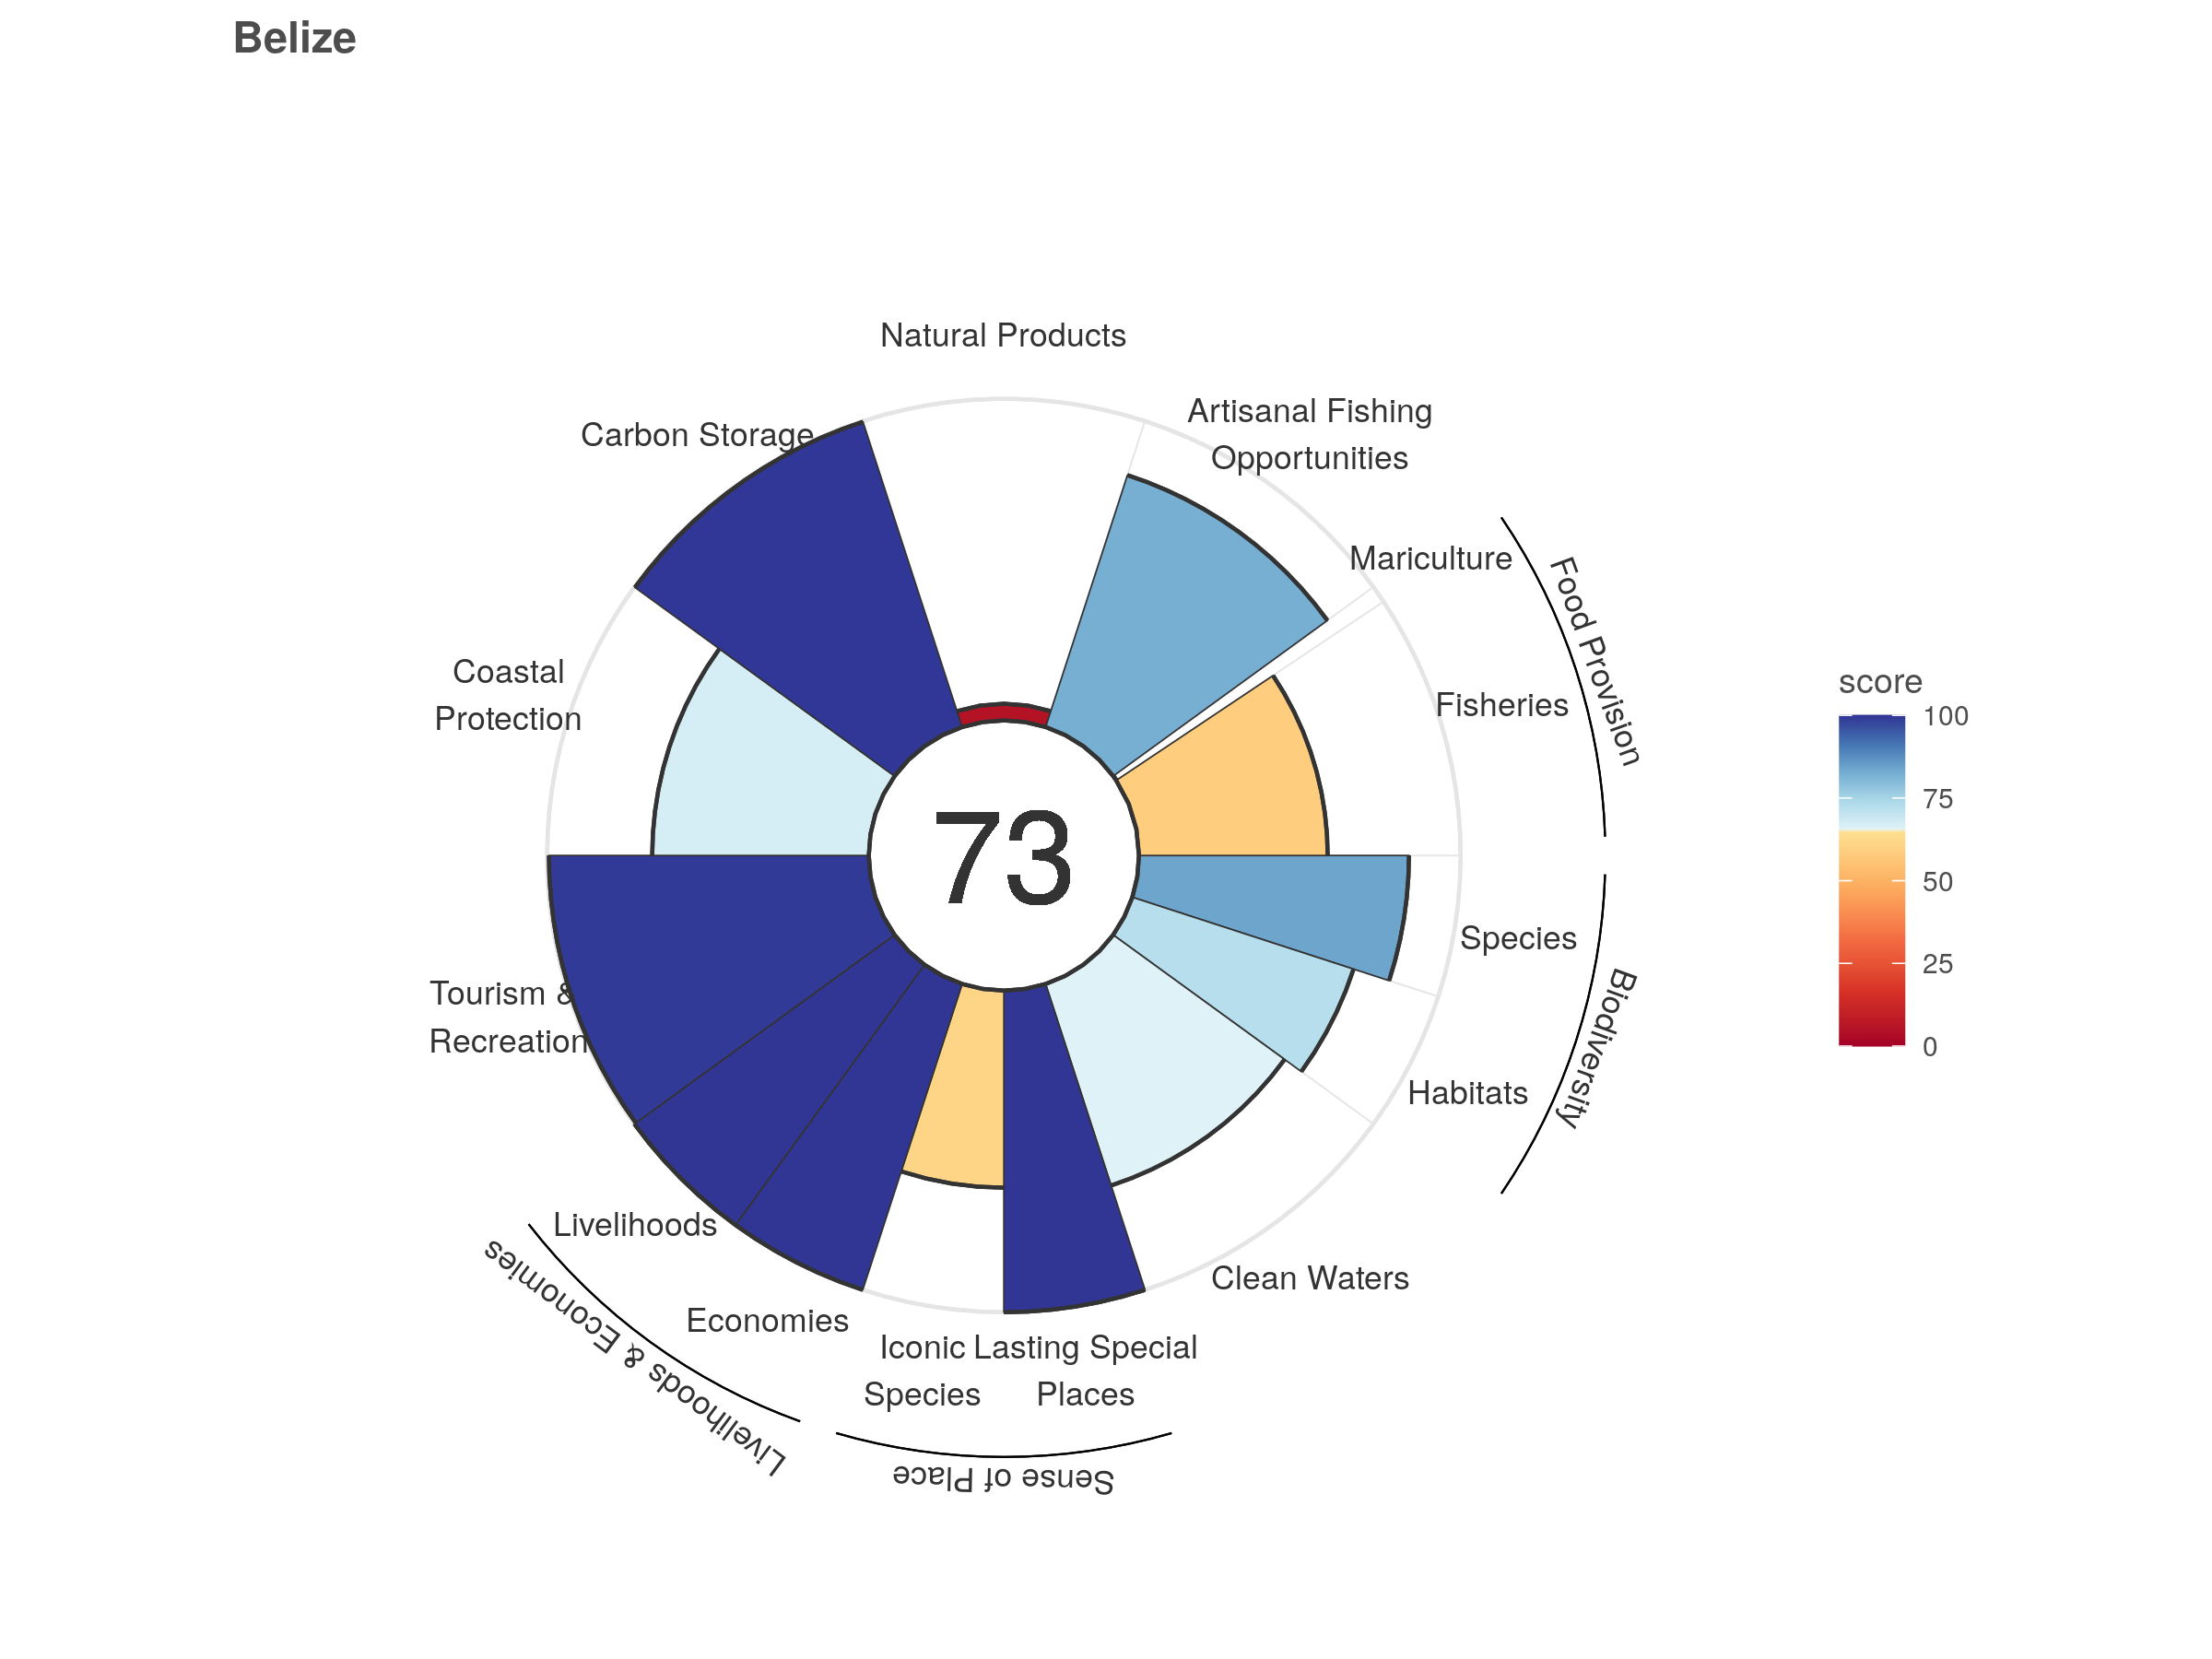 Belize
Natural Products
Artisanal Fishing
Opportunities
Carbon Storage
Mariculture
Food Provision
Fisheries
Coastal
Protection
score
100
75
50
25
0
73
Species
Biodiversity
Habitats
Tourism &
Recreation
Livelihoods
Clean Waters
Economies
Livelihoods & Economies
Iconic
Species
Lasting Special
Places
Sense of Place